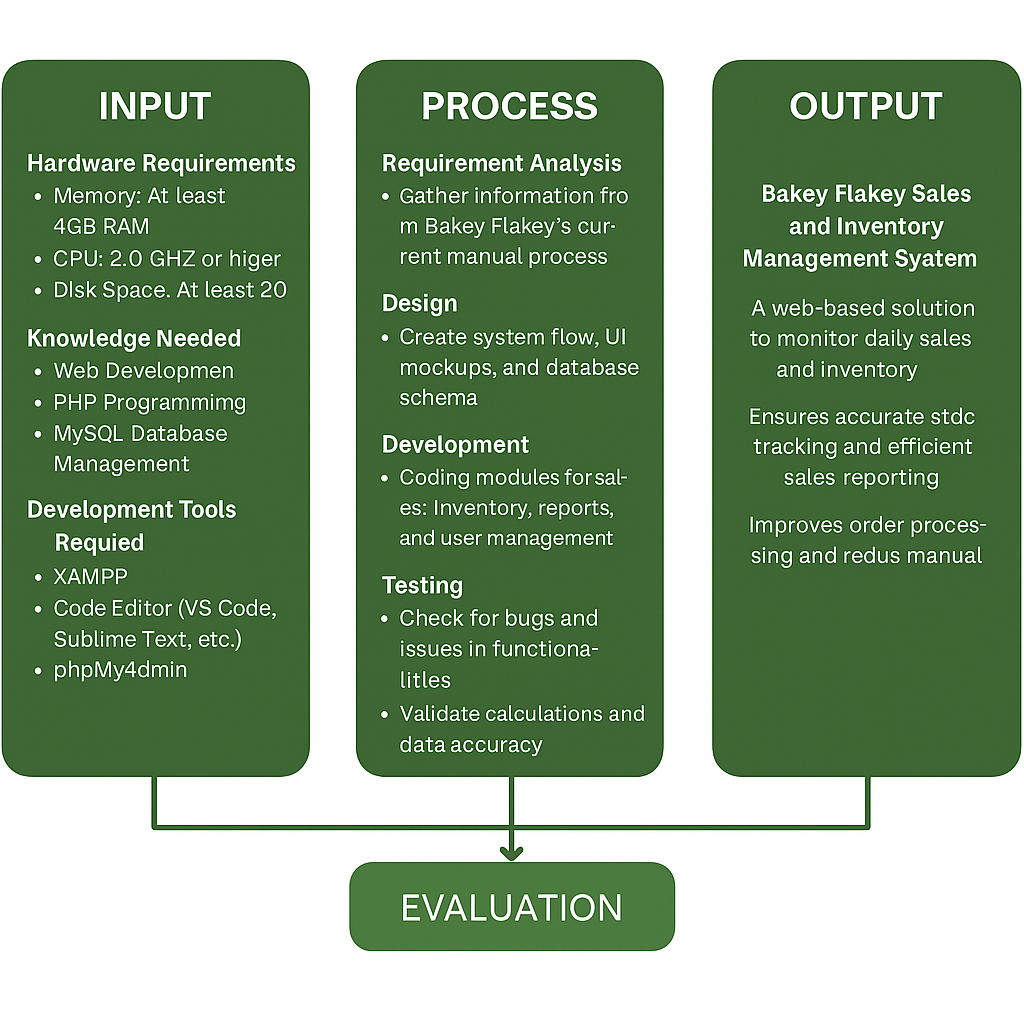 INPUT
Hardware Requirements
• Memory: At least
4GB RAM
• CPU: 2.0 GHZ or higer
• Dlsk Space. At least 20
Knowledge Needed
• Web Developmen
• PHP Programmimg
• MySQL Database
Management
Development Tools
Requied
• XAMPP
• Code Editor (VS Code,
Sublime Text, etc.)
• phpMy4dmin
PROCESS
Requirement Analysis
• Gather information fro
m Bakey Flakey's cur-
rent manual process
Design
• Create system flow, UI
mockups, and database
schema
Development
• Coding modules for sal-
es: Inventory, reports,
and user management
Testing
• Check for bugs and
issues in functiona-
litles
• Validate calculations and
data accuracy
OUTPUT
Bakey Flakey Sales
and Inventory
Management Syatem
A web-based solution
to monitor daily sales
and inventory
Ensures accurate stdc
tracking and efficient
sales reporting
Improves order proces-
sing and redus manual
EVALUATION